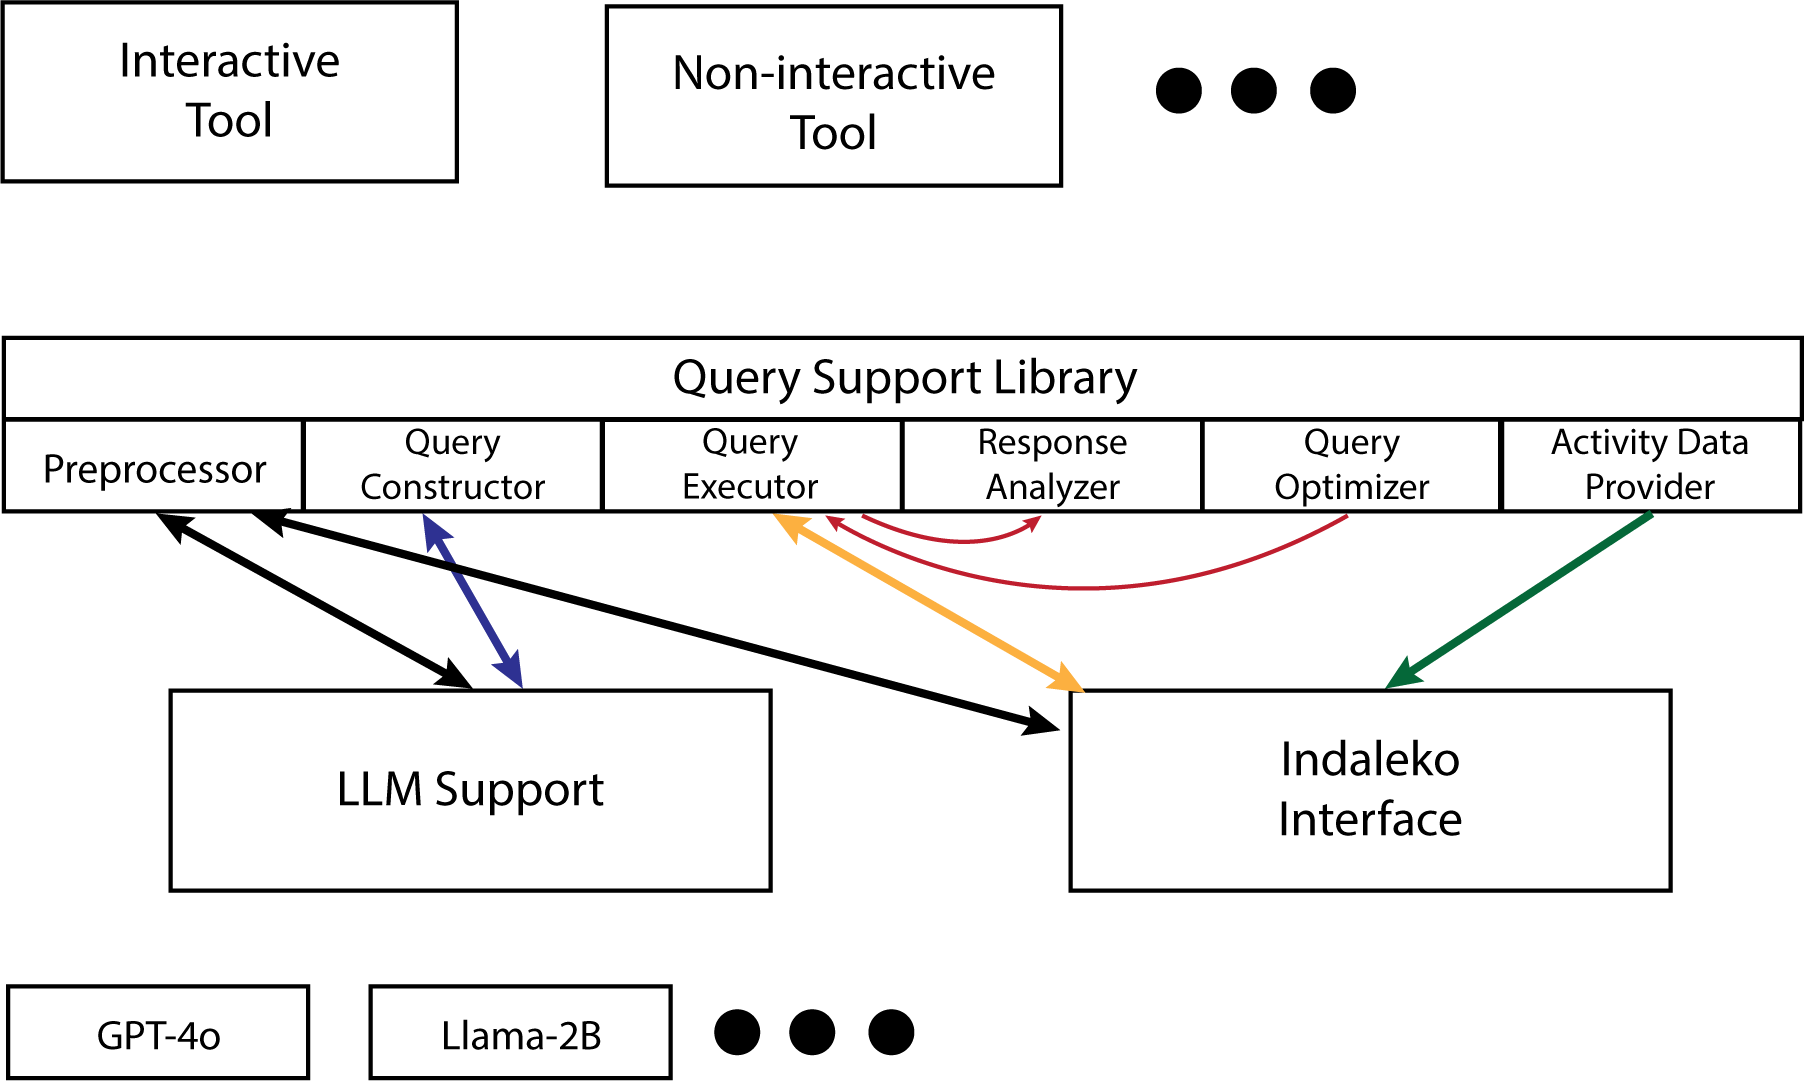 Interactive
Tool
Non-interactive
Tool
Query Support Library
Preprocessor
Query
Constructor
Query
Executor
Response
Analyzer
Query
Optimizer
Activity Data
Provider
LLM Support
Indaleko
Interface
GPT-4o
Llama-2B